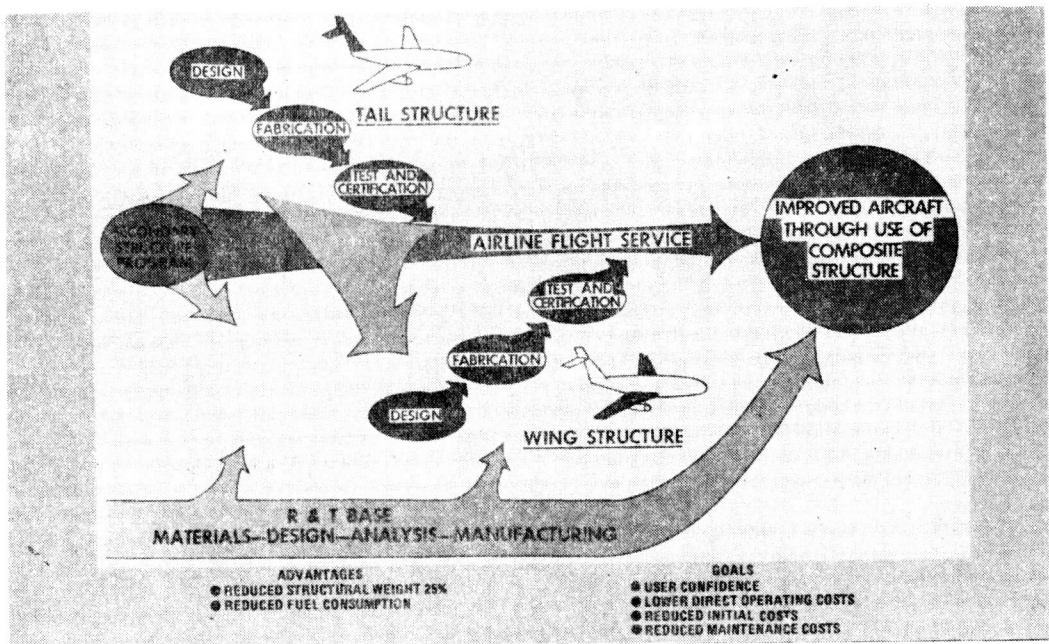 DESIGN
FABRICATION
TEST AND
CERTIFICATION
TAIL STRUCTURE
SECONDARY
STRUCTURE
PROGRAM
AIRLINE FLIGHT SERVICE
IMPROVED AIRCRAFT
THROUGH USE OF
COMPOSITE
STRUCTURE
TEST AND
CERTIFICATION
FABRICATION
DESIGN
WING STRUCTURE
R & T BASE
MATERIALS—DESIGN—ANALYSIS—MANUFACTURING
ADVANTAGES
● REDUCED STRUCTURAL WEIGHT 25%
● REDUCED FUEL CONSUMPTION
GOALS
● USER CONFIDENCE
● LOWER DIRECT OPERATING COSTS
● REDUCED INITIAL COSTS
● REDUCED MAINTENANCE COSTS